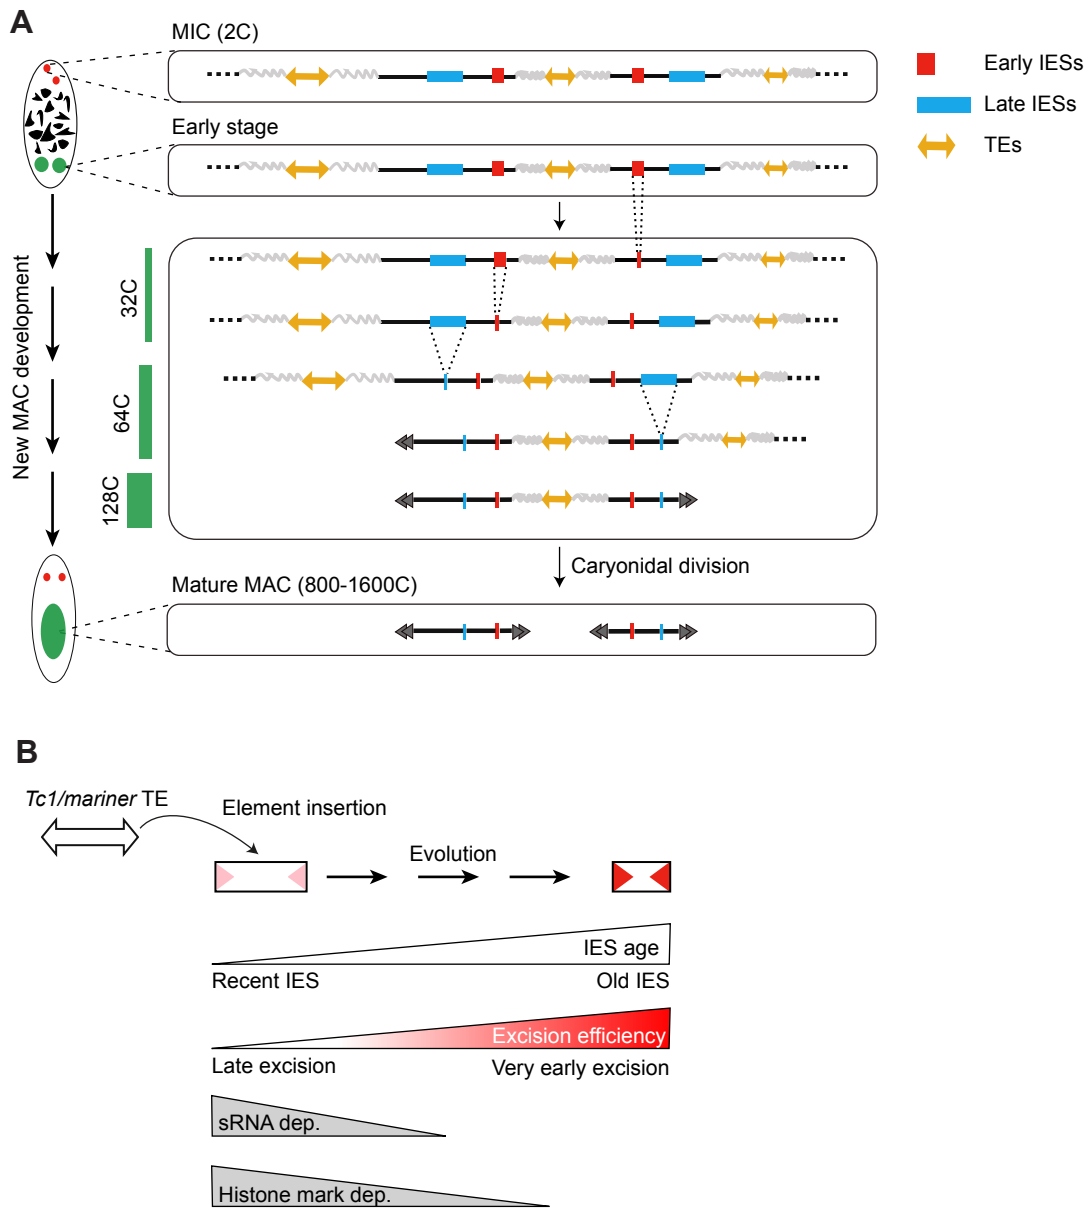 A
MIC (2C)
Early IESs
Late IESs
TEs
Early stage
New MAC development
32C
64C
128C
Caryonidal division
Mature MAC (800-1600C)
B
Tc1/mariner TE
Element insertion
Evolution
IES age
Recent IES
Old IES
Excision efficiency
Late excision
Very early excision
sRNA dep.
Histone mark dep.